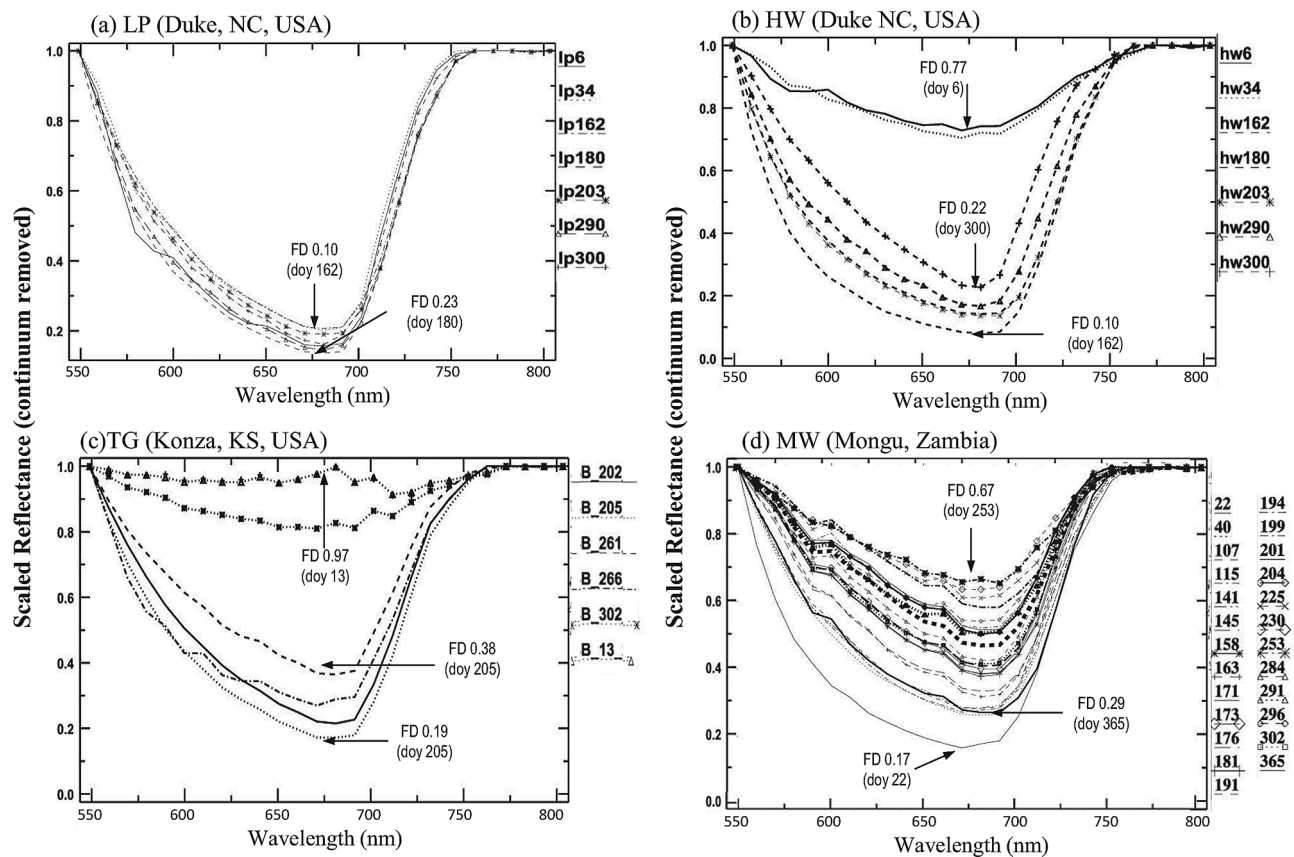 (a) LP (Duke, NC, USA)
Scaled Reflectance (continuum removed)
1.0
0.8
0.6
0.4
0.2
FD 0.10
(doy 162)
FD 0.23
(doy 180)
550
600
650
700
750
800
Wavelength (nm)
lp6
lp34
lp162
lp180
lp203
lp290
lp300
(b) HW (Duke NC, USA)
Scaled Reflectance (continuum removed)
1.0
0.8
0.6
0.4
0.2
0.0
FD 0.77
(doy 6)
FD 0.22
(doy 300)
FD 0.10
(doy 162)
550
600
650
700
750
800
Wavelength (nm)
hw6
hw34
hw162
hw180
hw203
hw290
hw300
(c)TG (Konza, KS, USA)
1.0
0.8
0.6
0.4
0.2
0.0
FD 0.97
(doy 13)
FD 0.38
(doy 205)
FD 0.19
(doy 205)
550
600
650
700
750
800
Wavelength (nm)
B_202
B_205
B_261
B_266
B_302
B_13
(d) MW (Mongu, Zambia)
1.0
0.8
0.6
0.4
0.2
0.0
FD 0.67
(doy 253)
FD 0.29
(doy 365)
FD 0.17
(doy 22)
550
600
650
700
750
800
Wavelength (nm)
22 194
40 199
107 201
115 204
141 225
145 230
158 253
163 284
171 291
173 296
176 302
181 365
191